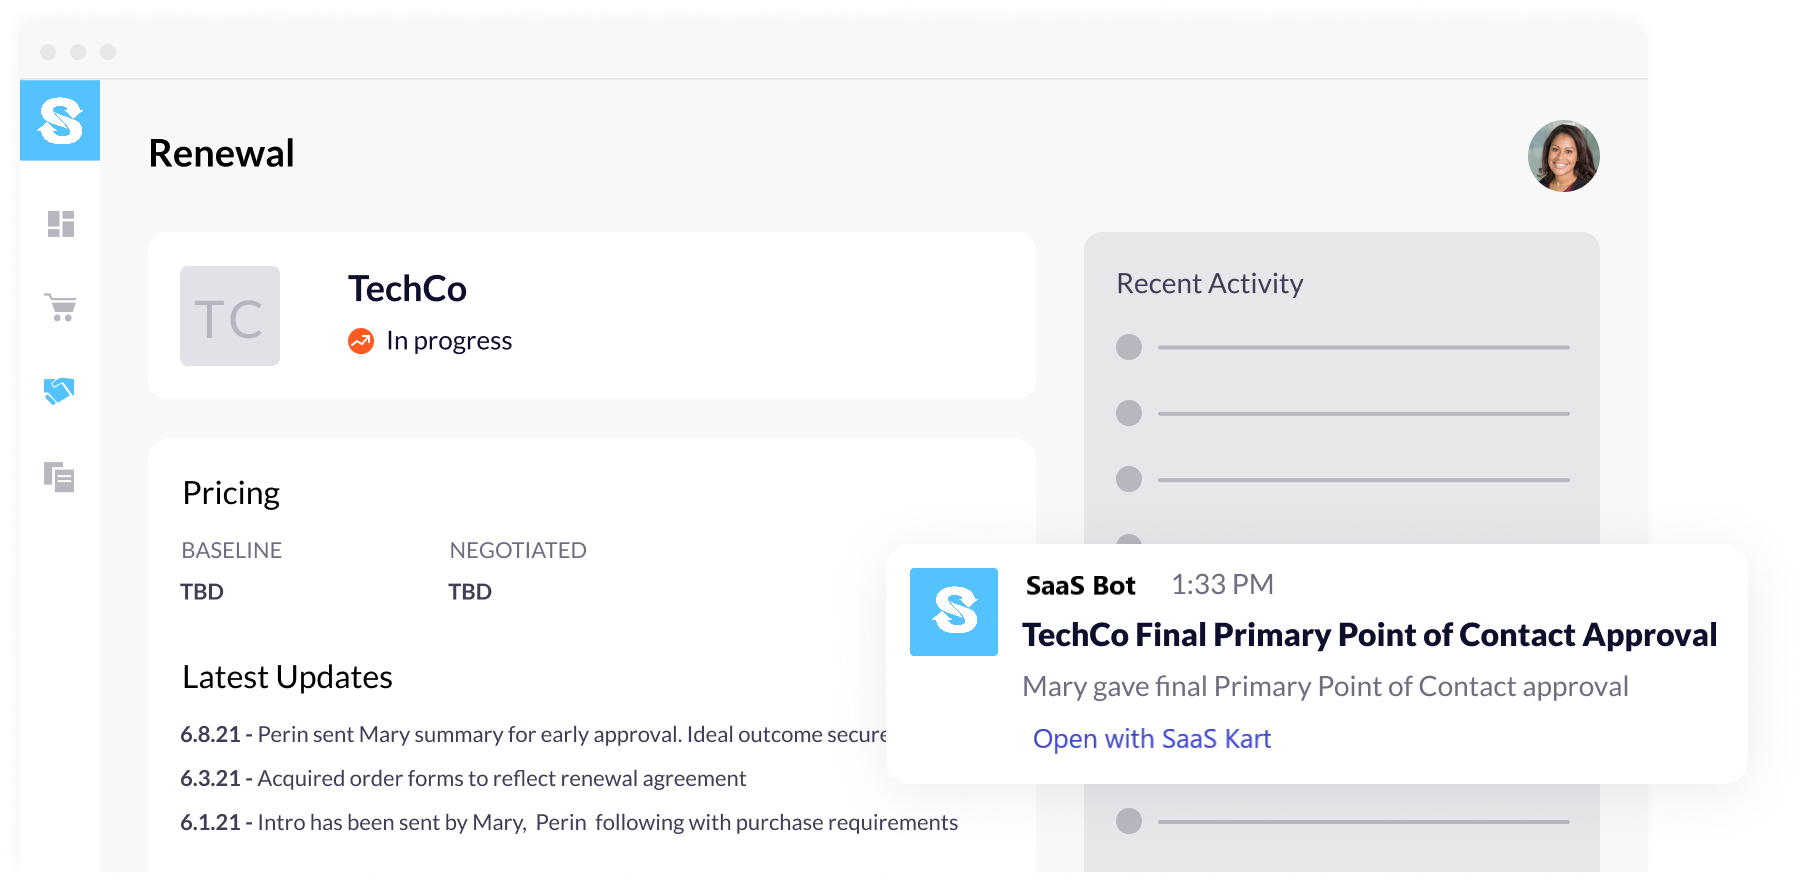 Renewal
TC
TechCo
In progress
Recent Activity
Pricing
BASELINE
NEGOTIATED
TBD
TBD
Latest Updates
6.8.21 - Perin sent Mary summary for early approval. Ideal outcome secure
6.3.21 - Acquired order forms to reflect renewal agreement
6.1.21 - Intro has been sent by Mary,  Perin  following with purchase requirements
SaaS Bot 1:33 PM
TechCo Final Primary Point of Contact Approval
Mary gave final Primary Point of Contact approval
Open with SaaS Kart